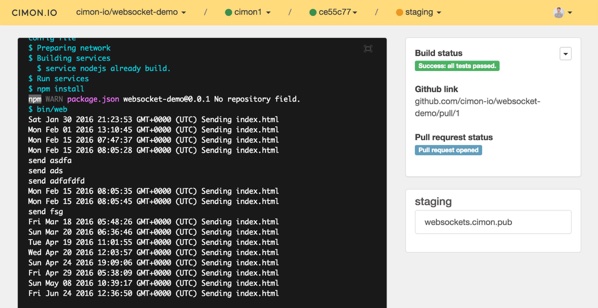 CIMON.IO
cimon-io/websocket-demo
/
cimon1
/
ce55c77
/
staging
config file
$ Preparing network
$ Building services
$ service nodejs already build.
$ Run services
$ npm install
npm WARN package.json websocket-demo@0.0.1 No repository field.
$ bin/web
Sat Jan 30 2016 21:23:53 GMT+0000 (UTC) Sending index.html
Mon Feb 01 2016 13:10:45 GMT+0000 (UTC) Sending index.html
Mon Feb 15 2016 07:47:37 GMT+0000 (UTC) Sending index.html
Mon Feb 15 2016 08:05:28 GMT+0000 (UTC) Sending index.html
send asdfa
send ads
send adfafdfd
Mon Feb 15 2016 08:05:35 GMT+0000 (UTC) Sending index.html
Mon Feb 15 2016 08:05:45 GMT+0000 (UTC) Sending index.html
send fsg
Fri Mar 18 2016 05:48:26 GMT+0000 (UTC) Sending index.html
Sun Mar 20 2016 06:36:46 GMT+0000 (UTC) Sending index.html
Tue Apr 19 2016 11:01:55 GMT+0000 (UTC) Sending index.html
Wed Apr 20 2016 12:03:57 GMT+0000 (UTC) Sending index.html
Sun Apr 24 2016 19:09:06 GMT+0000 (UTC) Sending index.html
Fri Apr 29 2016 05:38:09 GMT+0000 (UTC) Sending index.html
Sun May 08 2016 10:39:17 GMT+0000 (UTC) Sending index.html
Fri Jun 24 2016 12:36:50 GMT+0000 (UTC) Sending index.html
Build status
Success: all tests passed.
Github link
github.com/cimon-io/websocket-
demo/pull/1
Pull requrest status
Pull request opened
staging
websockets.cimon.pub